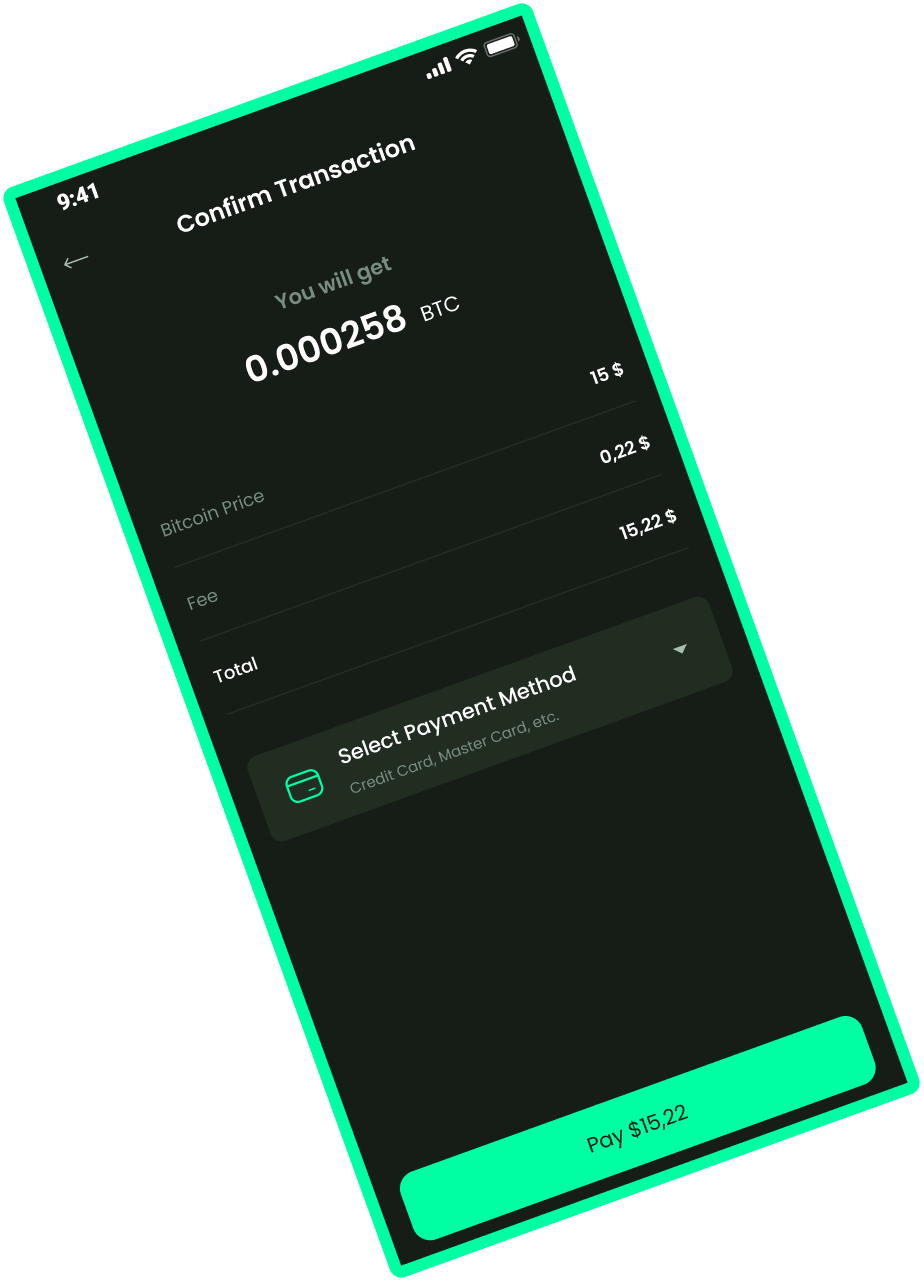 9:41
Confirm Transaction
You will get
0.000258 BTC
Bitcoin Price 15 $
Fee 0,22 $
Total 15,22 $
Select Payment Method
Credit Card, Master Card, etc.
Pay $15,22